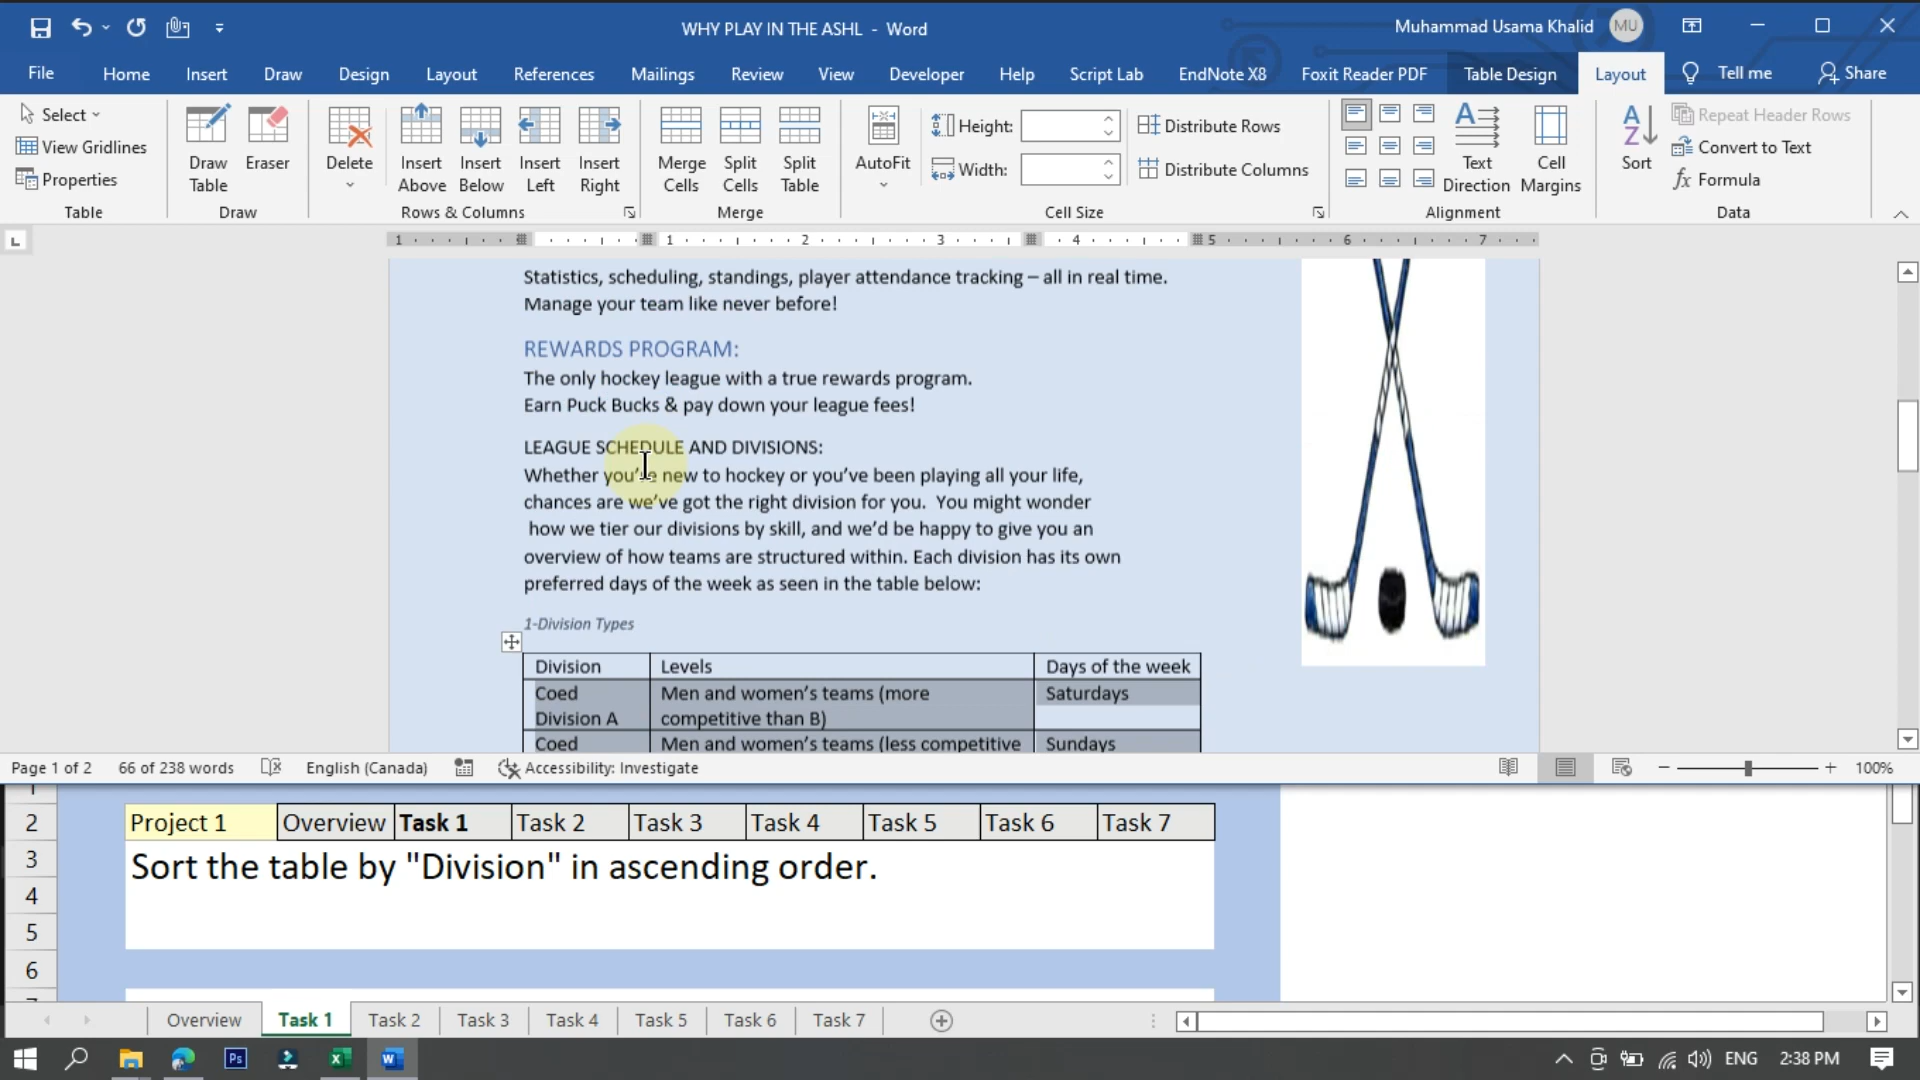 WHY PLAY IN THE ASHL - Word
Muhammad Usama Khalid MU
File Home Insert Draw Design Layout References Mailings Review View Developer Help Script Lab EndNote X8 Foxit Reader PDF Table Design Layout Tell me Share
Select
View Gridlines
Properties
Table
Draw Table
Eraser
Draw
Delete
Insert Above
Insert Below
Insert Left
Insert Right
Rows & Columns
Merge Cells
Split Cells
Split Table
Merge
AutoFit
Height:
Width:
Distribute Rows
Distribute Columns
Cell Size
Text Direction
Cell Margins
Alignment
Sort
Repeat Header Rows
Convert to Text
Formula
Data
1 1 2 3 4 5 6 7
Statistics, scheduling, standings, player attendance tracking – all in real time.
Manage your team like never before!
REWARDS PROGRAM:
The only hockey league with a true rewards program.
Earn Puck Bucks & pay down your league fees!
LEAGUE SCHEDULE AND DIVISIONS:
Whether you've new to hockey or you've been playing all your life,
chances are we've got the right division for you. You might wonder
how we tier our divisions by skill, and we'd be happy to give you an
overview of how teams are structured within. Each division has its own
preferred days of the week as seen in the table below:
1-Division Types
Division Levels Days of the week
Coed Division A Men and women's teams (more competitive than B) Saturdays
Coed Men and women's teams (less competitive Sundays
Page 1 of 2 66 of 238 words English (Canada) Accessibility: Investigate 100%
2 Project 1 Overview Task 1 Task 2 Task 3 Task 4 Task 5 Task 6 Task 7
3 Sort the table by "Division" in ascending order.
4
5
6
Overview Task 1 Task 2 Task 3 Task 4 Task 5 Task 6 Task 7
Ps ENG 2:38 PM